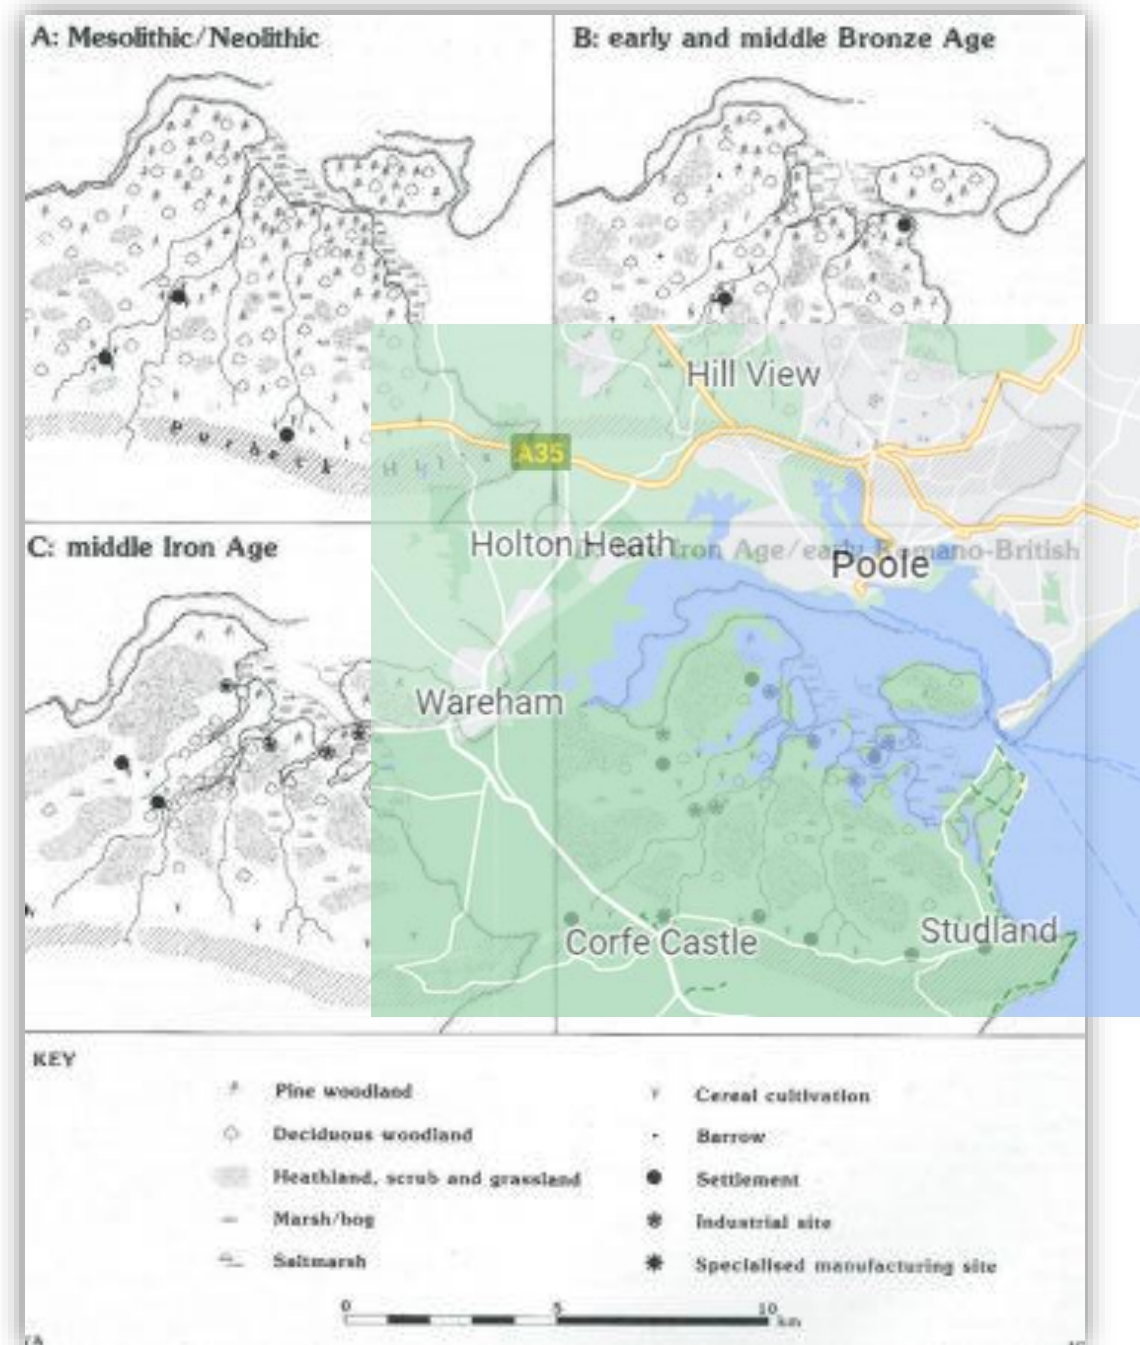 A: Mesolithic/Neolithic
B: early and middle Bronze Age
Purbeck
Hills
Hill View
A35
C: middle Iron Age
Holton Heath
Iron Age/early Romano-British
Poole
Wareham
Corfe Castle
Studland
KEY
Pine woodland
Cereal cultivation
Deciduous woodland
Barrow
Heathland, scrub and grassland
Settlement
Marsh/bog
Industrial site
Saltmarsh
Specialised manufacturing site
0 5 10
km